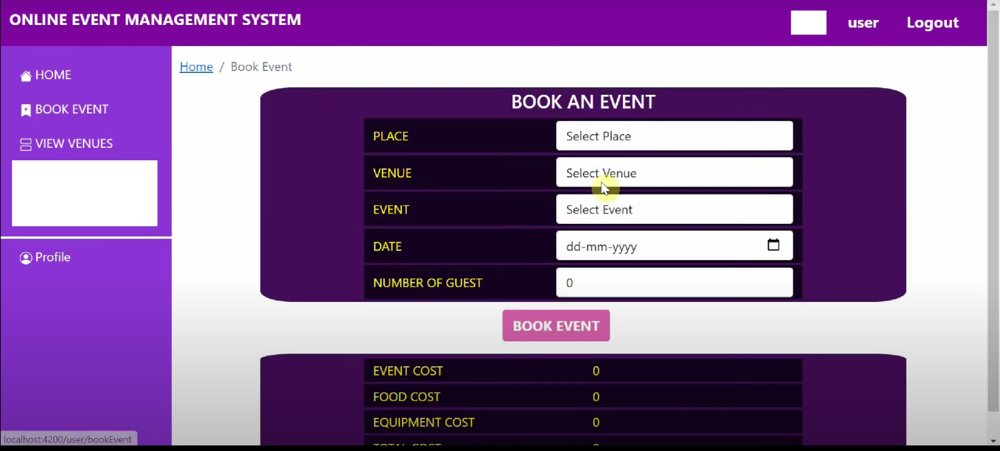 ONLINE EVENT MANAGEMENT SYSTEM
user
Logout
HOME
BOOK EVENT
VIEW VENUES
Profile
Home / Book Event
BOOK AN EVENT
PLACE
Select Place
VENUE
Select Venue
EVENT
Select Event
DATE
dd-mm-yyyy
NUMBER OF GUEST
0
BOOK EVENT
EVENT COST 0
FOOD COST 0
EQUIPMENT COST 0
TOTAL COST
localhost:4200/user/bookEvent